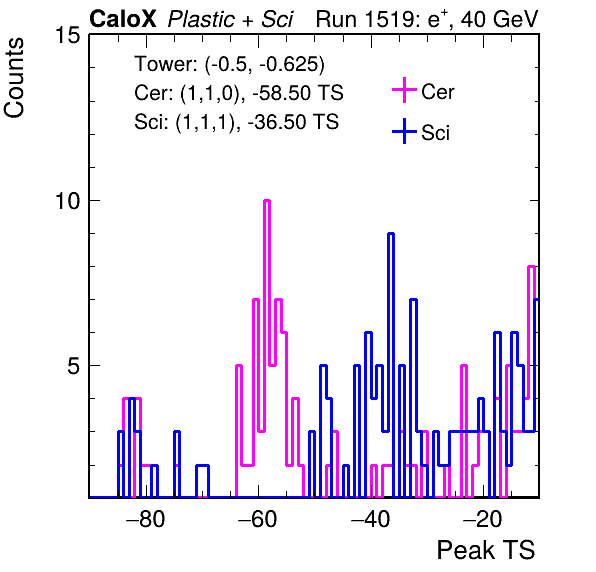 CaloX Plastic + Sci Run 1519: e+, 40 GeV
Counts
15
10
5
Tower: (-0.5, -0.625)
Cer: (1,1,0), -58.50 TS
Sci: (1,1,1), -36.50 TS
Cer
Sci
−80 −60 −40 −20
Peak TS